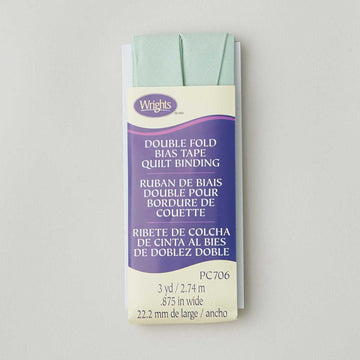 Wrights
DOUBLE FOLD
BIAS TAPE
QUILT BINDING
RUBAN DE BIAIS
DOUBLE POUR
BORDURE DE
COUETTE
RIBETE DE COLCHA
DE CINTA AL BIES
DE DOBLEZ DOBLE
PC706
3 yd / 2.74 m
.875 in wide
22.2 mm de large / ancho